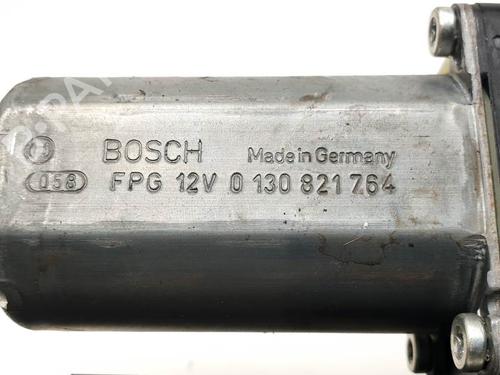 BOSCH Made in Germany
058 FPG 12V 0 130 821 764